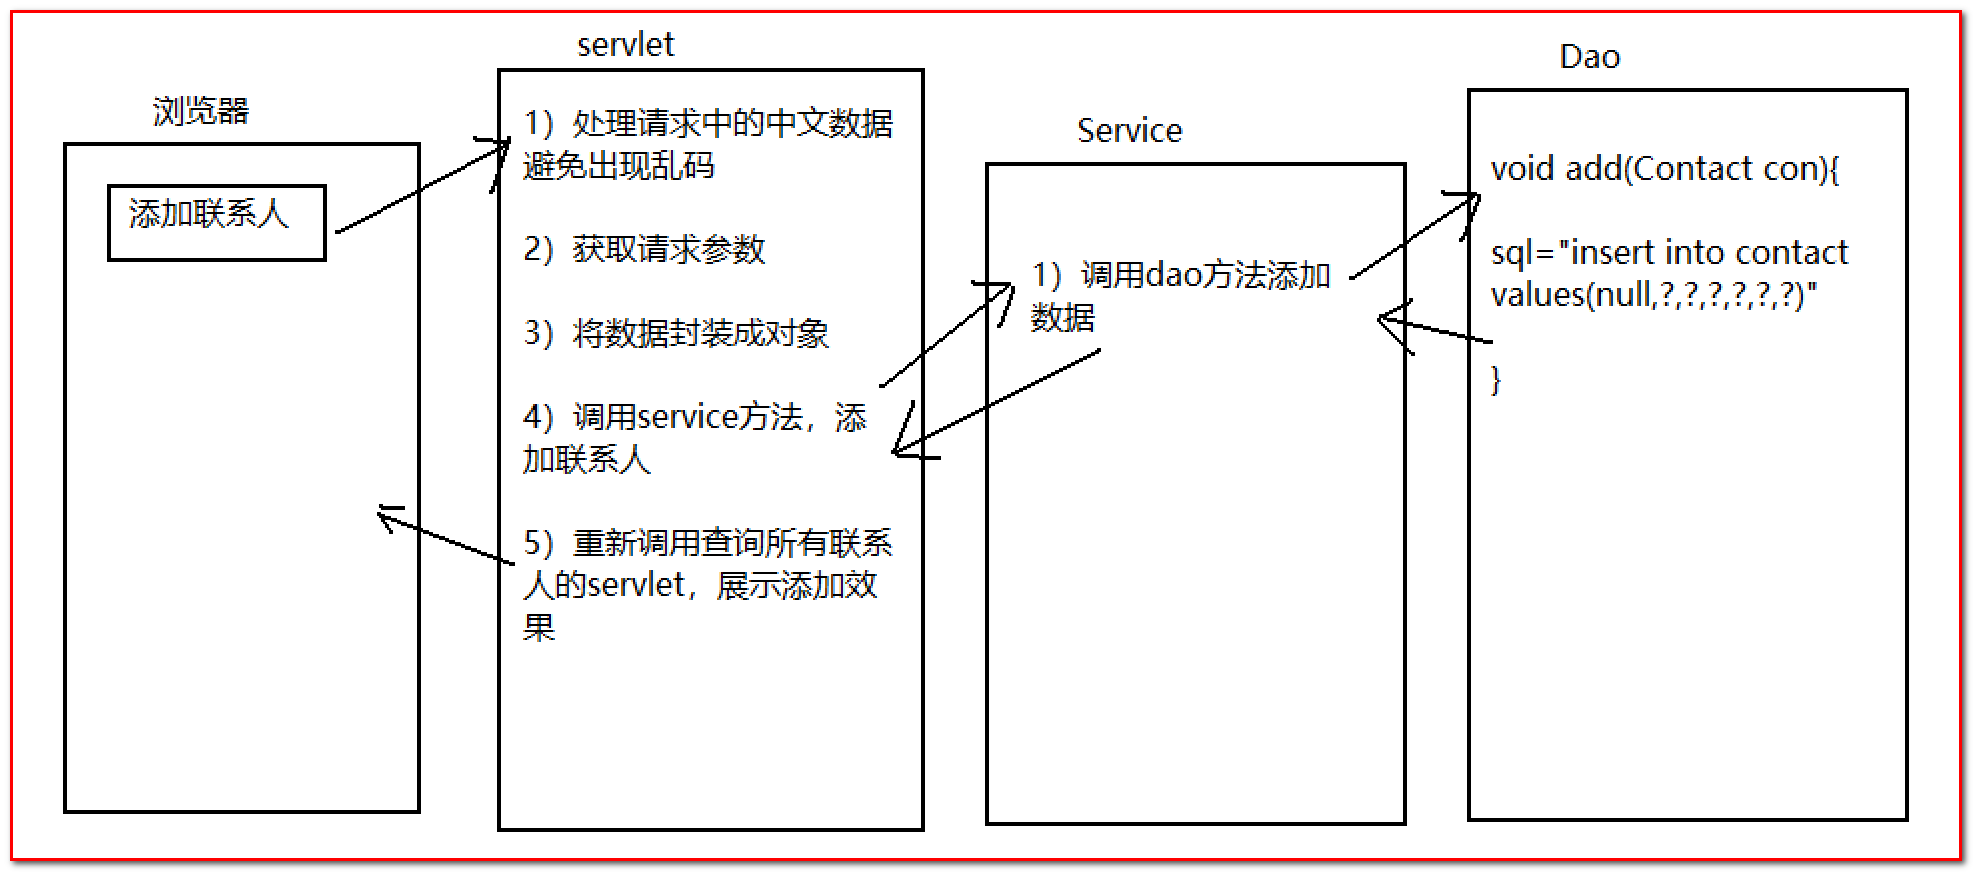 浏览器
添加联系人
servlet
1）处理请求中的中文数据
避免出现乱码
2）获取请求参数
3）将数据封装成对象
4）调用service方法，添
加联系人
5）重新调用查询所有联系
人的servlet，展示添加效
果
Service
1）调用dao方法添加
数据
Dao
void add(Contact con){
sql="insert into contact
values(null,?,?,?,?,?,?)"
}